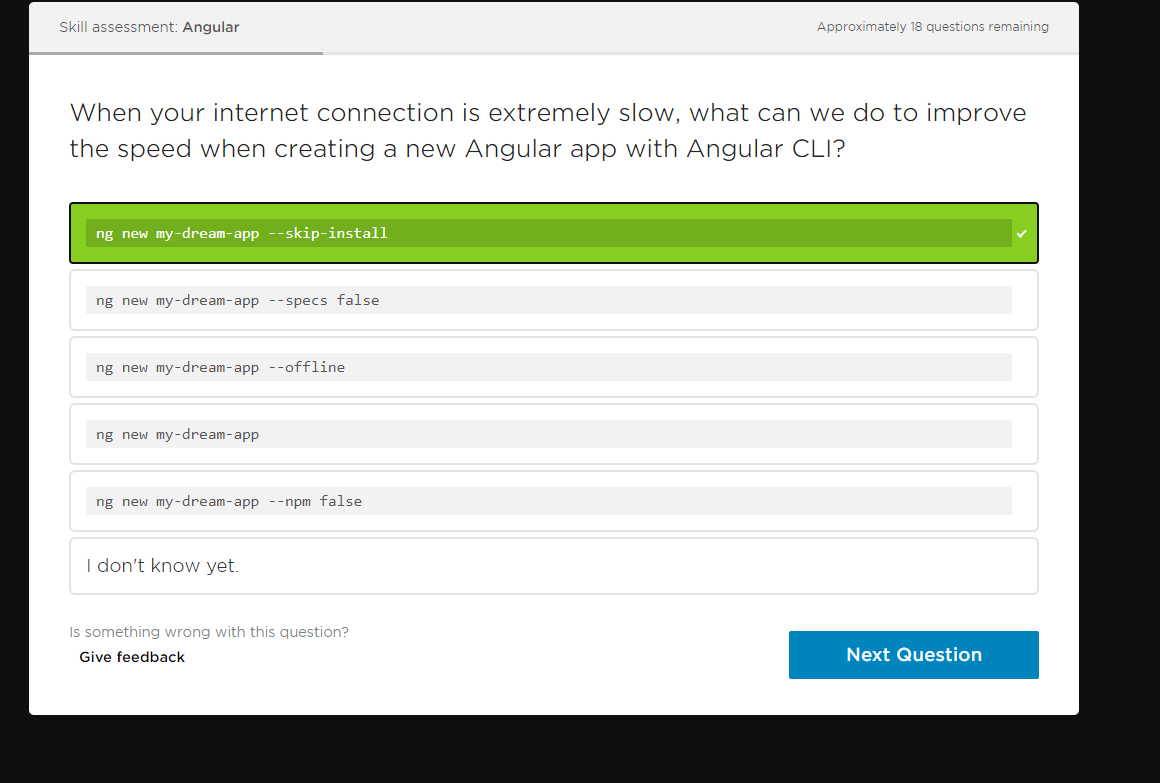 Skill assessment: Angular
Approximately 18 questions remaining
When your internet connection is extremely slow, what can we do to improve
the speed when creating a new Angular app with Angular CLI?
ng new my-dream-app --skip-install
ng new my-dream-app --specs false
ng new my-dream-app --offline
ng new my-dream-app
ng new my-dream-app --npm false
I don't know yet.
Is something wrong with this question?
Give feedback
Next Question